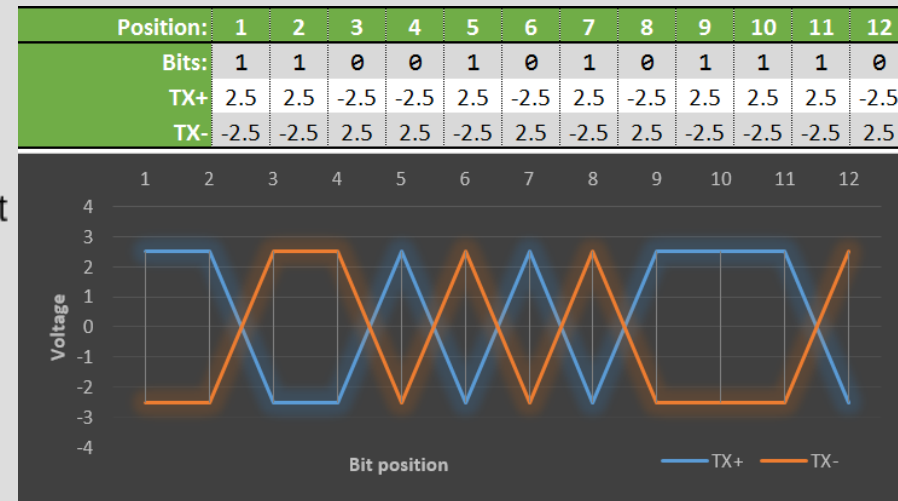 Position: 1 2 3 4 5 6 7 8 9 10 11 12
Bits: 1 1 0 0 1 0 1 0 1 1 1 0
TX+ 2.5 2.5 -2.5 -2.5 2.5 -2.5 2.5 -2.5 2.5 2.5 2.5 -2.5
TX- -2.5 -2.5 2.5 2.5 -2.5 2.5 -2.5 2.5 -2.5 -2.5 -2.5 2.5
1 2 3 4 5 6 7 8 9 10 11 12
t
4
3
2
1
0
-1
-2
-3
-4
Voltage
Bit position
TX+ TX-